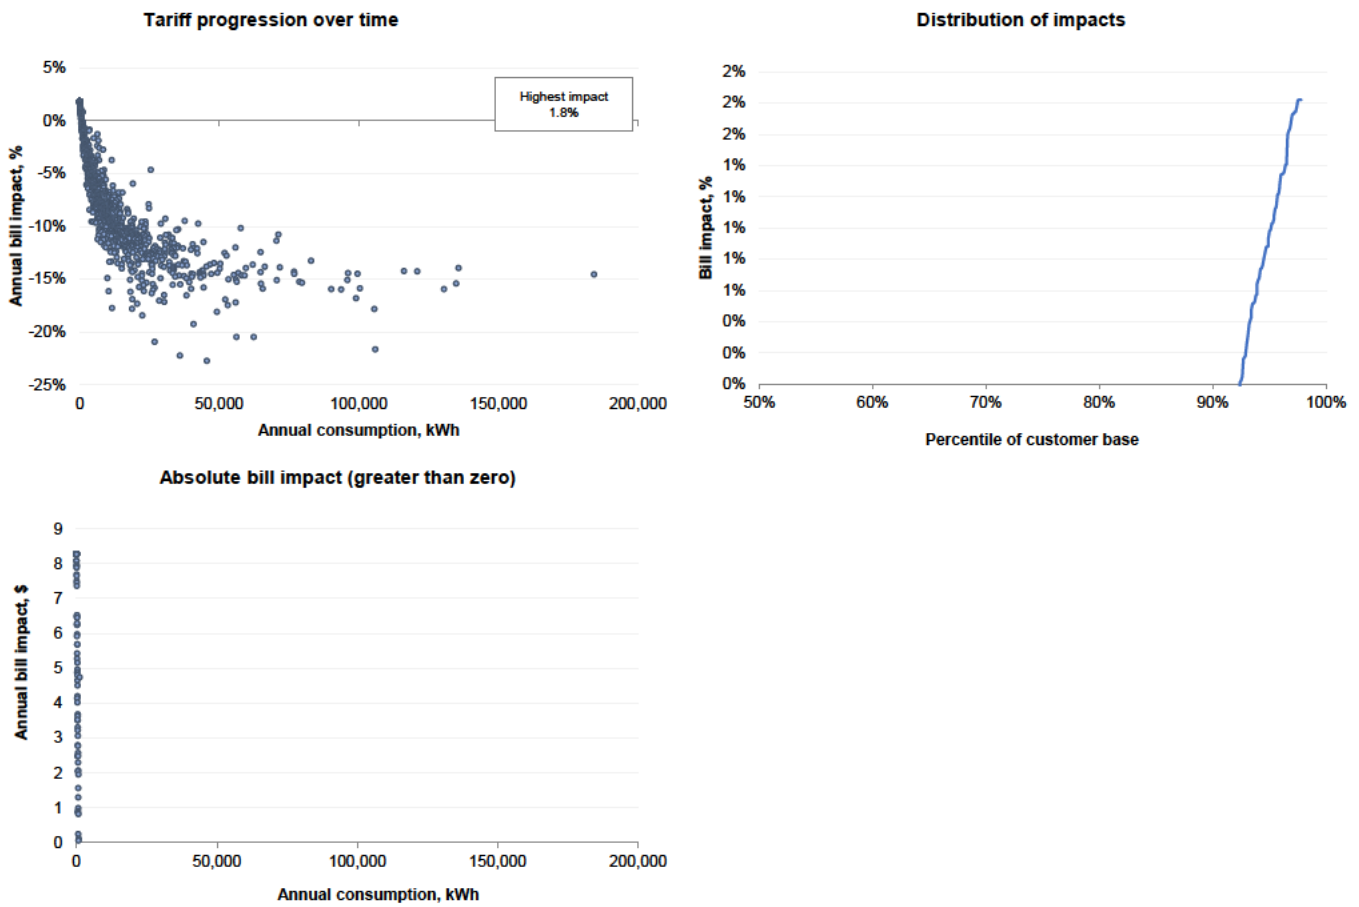 Tariff progression over time
5%
0%
-5%
-10%
-15%
-20%
-25%
Annual bill impact, %
Highest impact
1.8%
0 50,000 100,000 150,000 200,000
Annual consumption, kWh
Distribution of impacts
2%
2%
2%
1%
1%
1%
1%
1%
0%
0%
0%
Bill impact, %
50% 60% 70% 80% 90% 100%
Percentile of customer base
Absolute bill impact (greater than zero)
9
8
7
6
5
4
3
2
1
0
Annual bill impact, $
0 50,000 100,000 150,000 200,000
Annual consumption, kWh